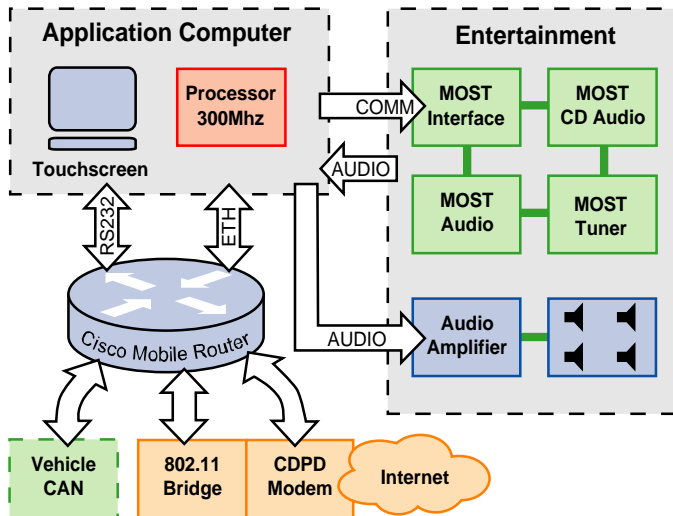 Application Computer
Entertainment
Processor
300Mhz
Touchscreen
COMM
AUDIO
MOST
Interface
MOST
CD Audio
MOST
Audio
MOST
Tuner
RS232
ETH
Cisco Mobile Router
AUDIO
Audio
Amplifier
Vehicle
CAN
802.11
Bridge
CDPD
Modem
Internet